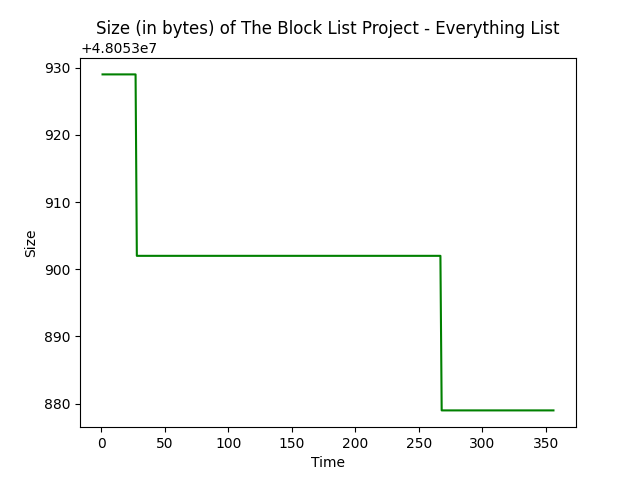 Size (in bytes) of The Block List Project - Everything List
+4.8053e7
930
920
910
900
890
880
Size
0 50 100 150 200 250 300 350
Time